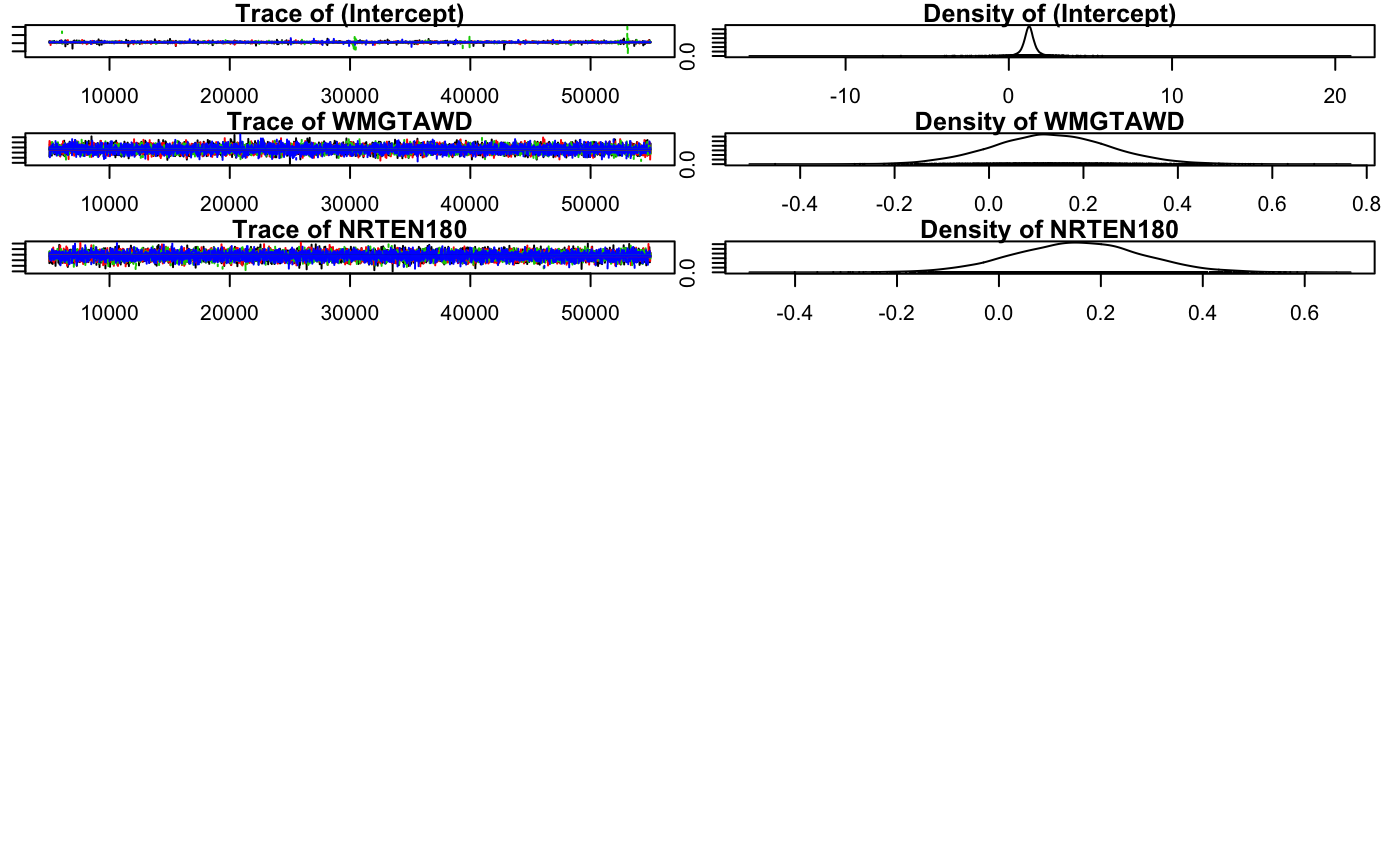 Trace of (Intercept) Density of (Intercept)
0.0
10000 20000 30000 40000 50000 -10 0 10 20
Trace of WMGTAWD Density of WMGTAWD
0.0
10000 20000 30000 40000 50000 -0.4 -0.2 0.0 0.2 0.4 0.6 0.8
Trace of NRTEN180 Density of NRTEN180
0.0
10000 20000 30000 40000 50000 -0.4 -0.2 0.0 0.2 0.4 0.6